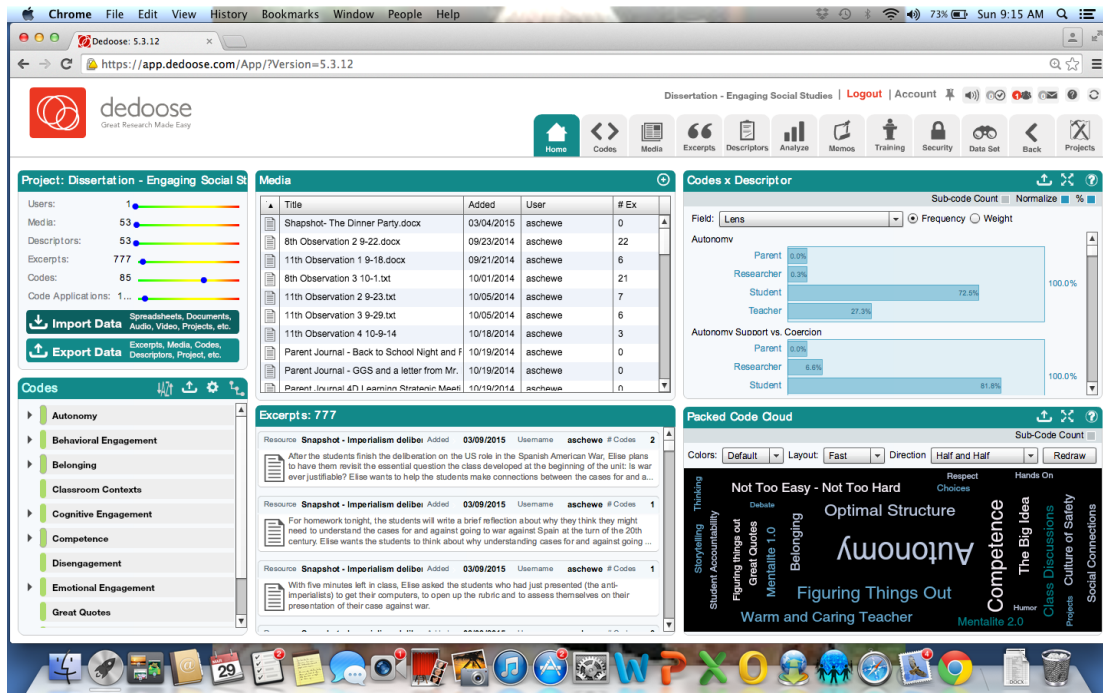 Chrome File Edit View History Bookmarks Window People Help 73% Sun 9:15 AM
Dedoose: 5.3.12 ×
https://app.dedoose.com/App/?Version=5.3.12
dedoose
Great Research Made Easy
Dissertation - Engaging Social Studies | Logout | Account
Home Codes Media Excerpts Descriptors Analyze Memos Training Security Data Set Back Projects
Project: Dissertation - Engaging Social St
Users: 1
Media: 53
Descriptors: 53
Excerpts: 777
Codes: 85
Code Applications: 1...
Import Data Spreadsheets, Documents, Audio, Video, Projects, etc.
Export Data Excerpts, Media, Codes, Descriptors, Project, etc.
Codes
Autonomy
Behavioral Engagement
Belonging
Classroom Contexts
Cognitive Engagement
Competence
Disengagement
Emotional Engagement
Great Quotes
Media
Title Added User # Ex
Shapshot- The Dinner Party.docx 03/04/2015 aschewe 0
8th Observation 2 9-22.docx 09/23/2014 aschewe 22
11th Observation 1 9-18.docx 09/21/2014 aschewe 6
8th Observation 3 10-1.txt 10/01/2014 aschewe 21
11th Observation 2 9-23.txt 10/05/2014 aschewe 7
11th Observation 3 9-29.txt 10/05/2014 aschewe 6
11th Observation 4 10-9-14 10/18/2014 aschewe 3
Parent Journal - Back to School Night and F 10/19/2014 aschewe 0
Parent Journal - GGS and a letter from Mr. 10/19/2014 aschewe 0
Parent Journal 4D Learning Strategic Meeti 10/19/2014 aschewe 0
Excerpts: 777
Resource Snapshot - Imperialism delibe Added 03/09/2015 Username aschewe # Codes 2
After the students finish the deliberation on the US role in the Spanish American War, Elise plans
to have them revisit the essential question the class developed at the beginning of the unit: Is war
ever justifiable? Elise wants to help the students make connections between the cases for and a...
Resource Snapshot - Imperialism delibe Added 03/09/2015 Username aschewe # Codes 1
For homework tonight, the students will write a brief reflection about why they think they might
need to understand the cases for and against going to war against Spain at the turn of the 20th
century. Elise wants the students to think about why understanding cases for and against going ...
Resource Snapshot - Imperialism delibe Added 03/09/2015 Username aschewe # Codes 1
With five minutes left in class, Elise asked the students who had just presented (the anti-
imperialists) to get their computers, to open up the rubric and to assess themselves on their
presentation of their case against war.
Codes x Descriptor
Sub-code Count Normalize %
Field: Lens Frequency Weight
Autonomy
Parent 0.0%
Researcher 0.3%
Student 72.5%
Teacher 27.3%
100.0%
Autonomy Support vs. Coercion
Parent 0.0%
Researcher 6.6%
Student 81.8%
100.0%
Packed Code Cloud
Sub-Code Count
Colors: Default Layout: Fast Direction Half and Half Redraw
Thinking
Storytelling
Student Accountability
Not Too Easy - Not Too Hard
Debate
Figuring things out
Great Quotes
Mentalite 1.0
Belonging
Respect
Choices
Hands On
Optimal Structure
Autonomy
Figuring Things Out
Warm and Caring Teacher
Competence
The Big Idea
Humor
Mentalite 2.0
Class Discussions
Projects
Culture of Safety
Social Connections
29
2
1
2
4
DOCX